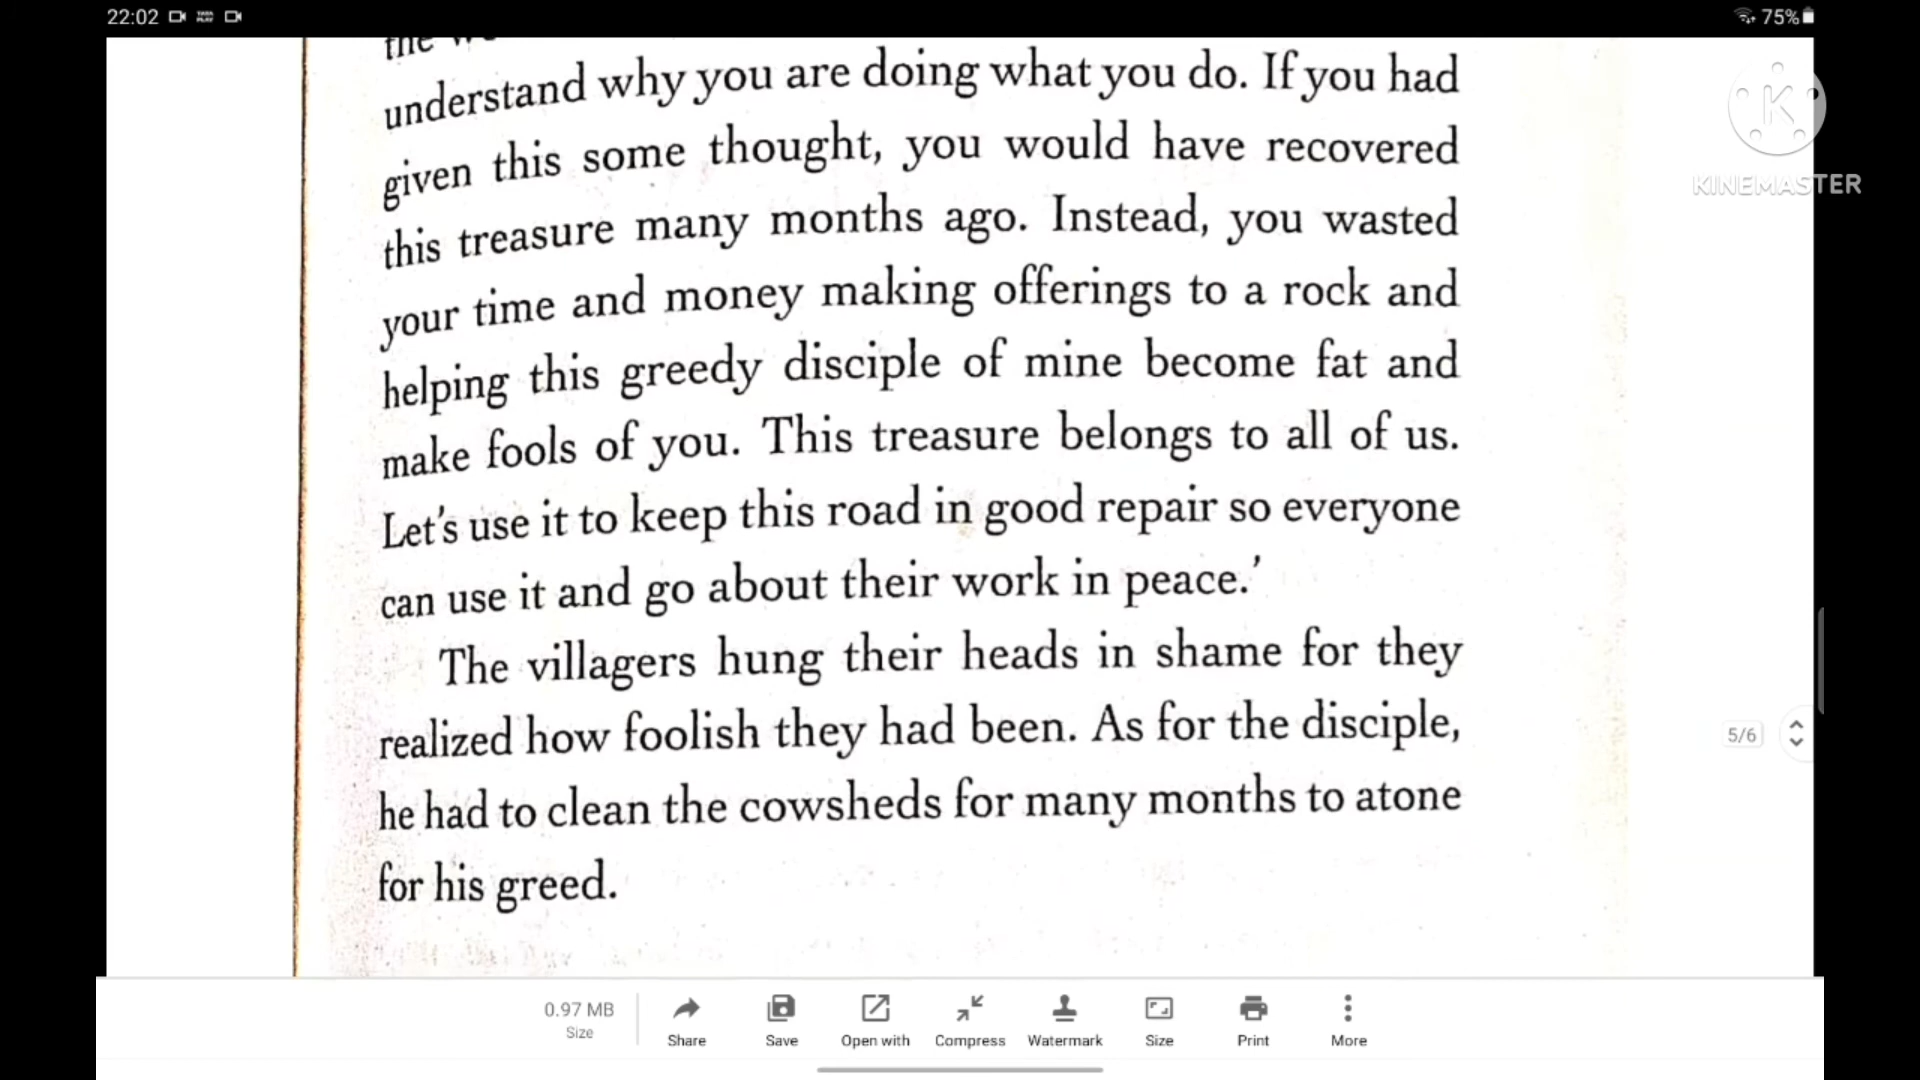 22:02
75%
the
understand why you are doing what you do. If you had
given this some thought, you would have recovered
this treasure many months ago. Instead, you wasted
your time and money making offerings to a rock and
helping this greedy disciple of mine become fat and
make fools of you. This treasure belongs to all of us.
Let's use it to keep this road in good repair so everyone
can use it and go about their work in peace.'
The villagers hung their heads in shame for they
realized how foolish they had been. As for the disciple,
he had to clean the cowsheds for many months to atone
for his greed.
K
KINEMASTER
5/6
0.97 MB
Size
Share
Save
Open with
Compress
Watermark
Size
Print
More